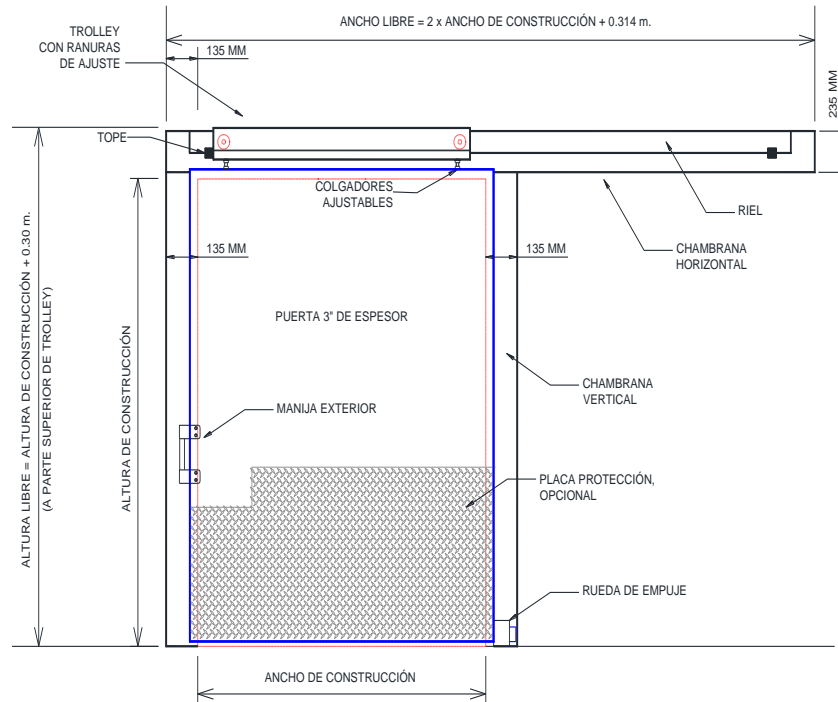 ANCHO LIBRE = 2 x ANCHO DE CONSTRUCCIÓN + 0.314 m.
TROLLEY
CON RANURAS
DE AJUSTE
135 MM
235 MM
TOPE
COLGADORES
AJUSTABLES
RIEL
CHAMBRANA
HORIZONTAL
135 MM
135 MM
ALTURA LIBRE = ALTURA DE CONSTRUCCIÓN + 0.30 m.
(A PARTE SUPERIOR DE TROLLEY)
ALTURA DE CONSTRUCCIÓN
PUERTA 3" DE ESPESOR
CHAMBRANA
VERTICAL
MANIJA EXTERIOR
PLACA PROTECCIÓN,
OPCIONAL
RUEDA DE EMPUJE
ANCHO DE CONSTRUCCIÓN